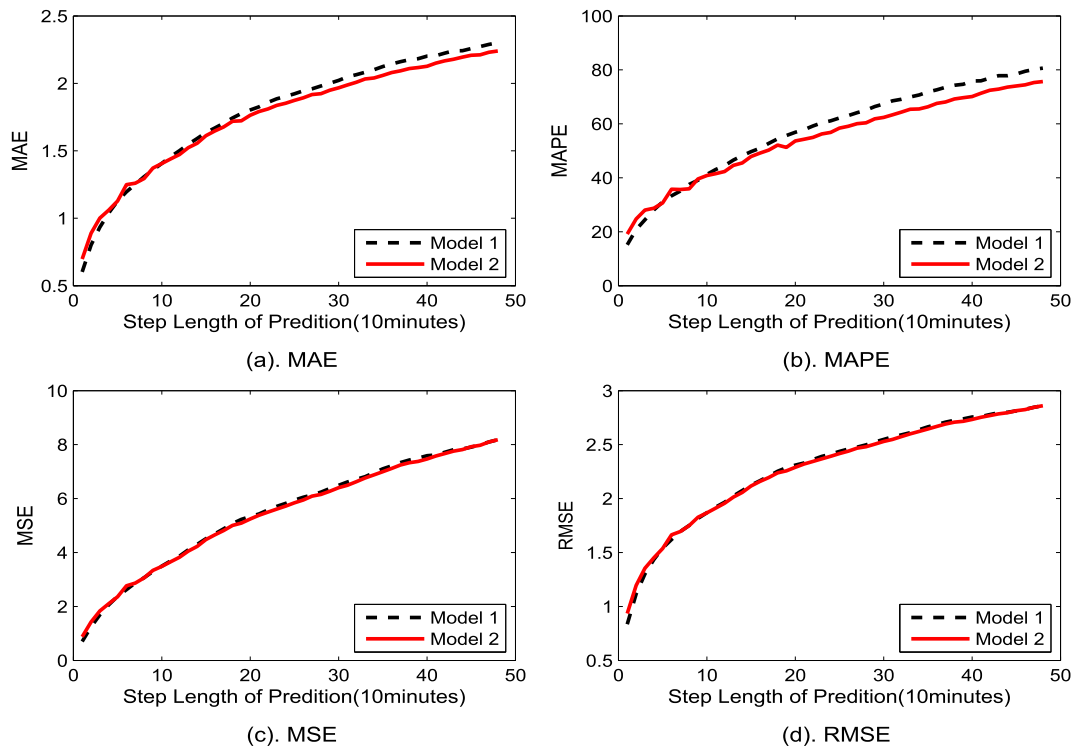 2.5
2
1.5
1
0.5
MAE
0 10 20 30 40 50
Step Length of Predition(10minutes)
Model 1
Model 2
(a). MAE
100
80
60
40
20
0
MAPE
0 10 20 30 40 50
Step Length of Predition(10minutes)
Model 1
Model 2
(b). MAPE
10
8
6
4
2
0
MSE
0 10 20 30 40 50
Step Length of Predition(10minutes)
Model 1
Model 2
(c). MSE
3
2.5
2
1.5
1
0.5
RMSE
0 10 20 30 40 50
Step Length of Predition(10minutes)
Model 1
Model 2
(d). RMSE